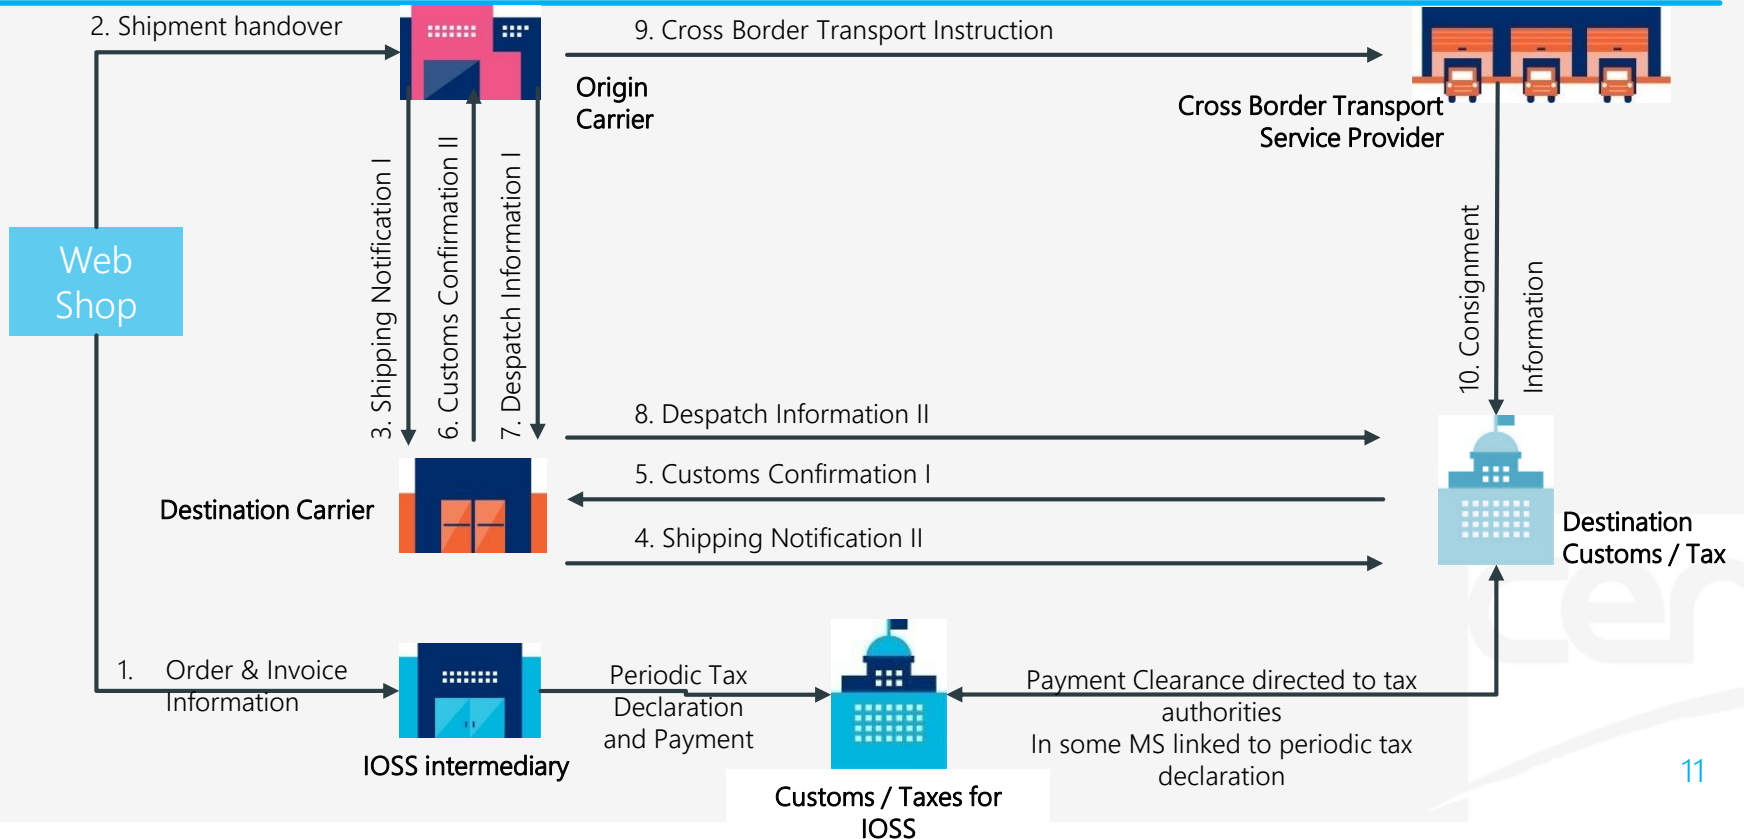 2. Shipment handover
9. Cross Border Transport Instruction
Origin
Carrier
Cross Border Transport
Service Provider
Web
Shop
3. Shipping Notification I
6. Customs Confirmation II
7. Despatch Information I
10. Consignment
Information
8. Despatch Information II
5. Customs Confirmation I
4. Shipping Notification II
Destination Carrier
Destination
Customs / Tax
1. Order & Invoice
Information
IOSS intermediary
Periodic Tax
Declaration
and Payment
Customs / Taxes for
IOSS
Payment Clearance directed to tax
authorities
In some MS linked to periodic tax
declaration
cen
11